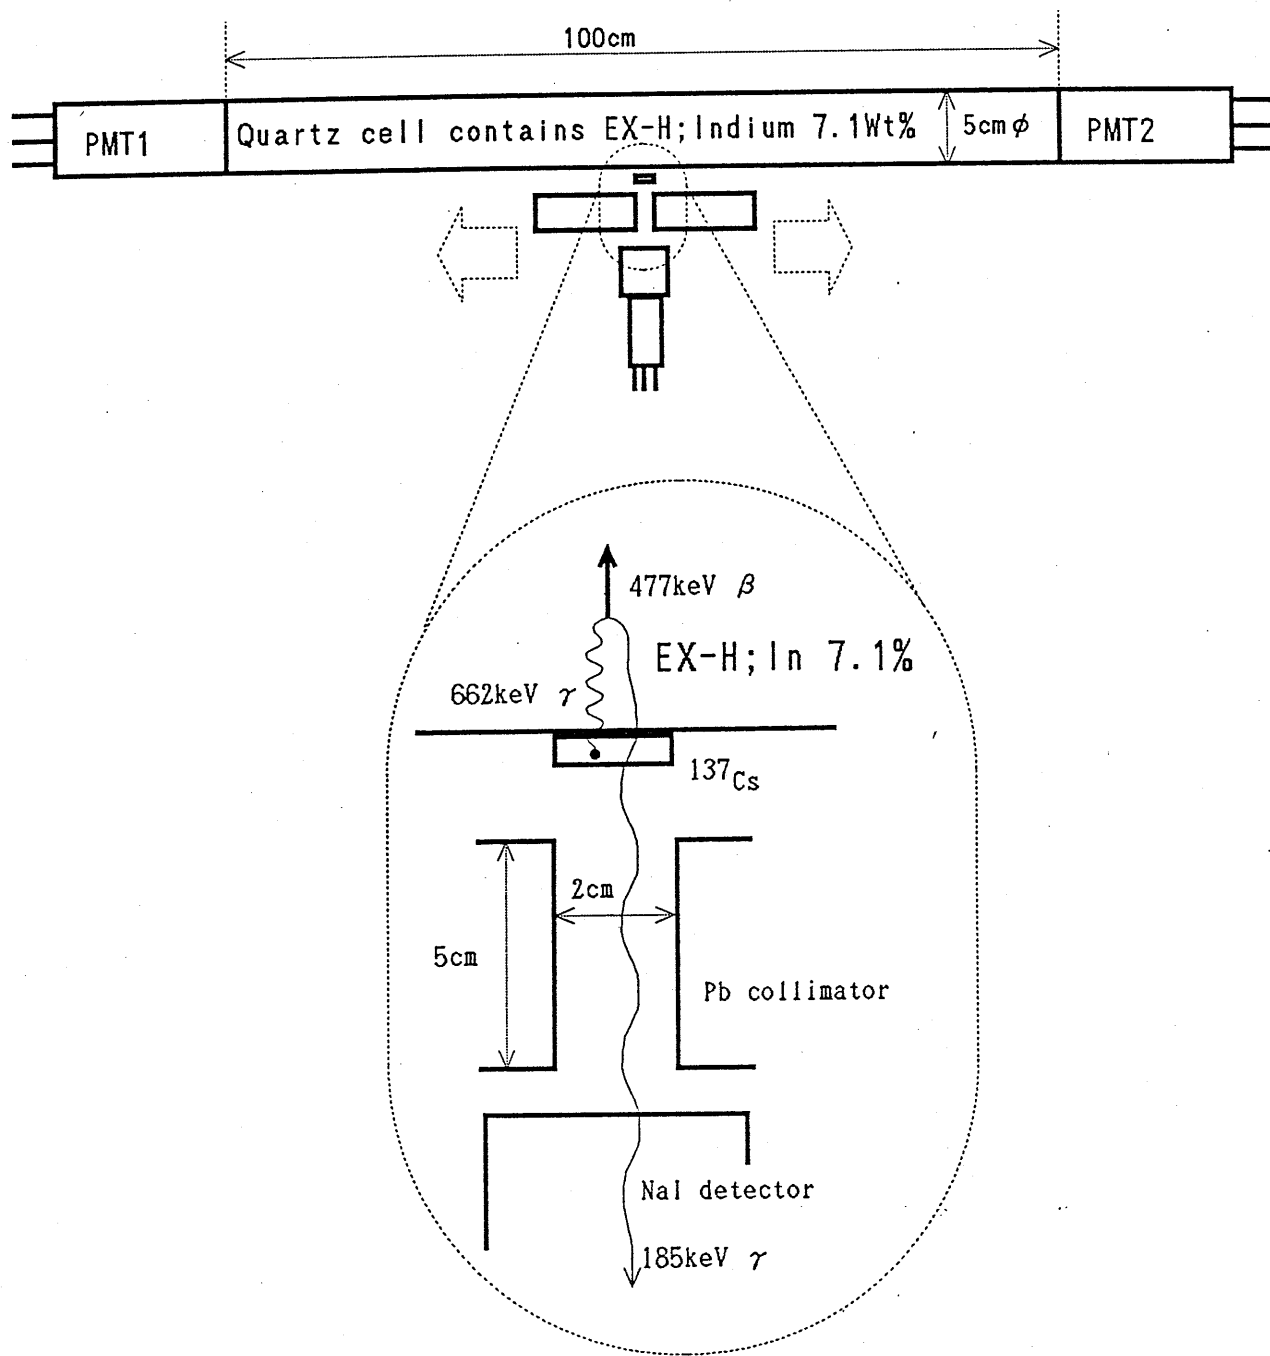 100cm
PMT1
Quartz cell contains EX-H;Indium 7.1Wt%
5cmφ
PMT2
477keV β
EX-H;In 7.1%
662keV γ
137Cs
2cm
5cm
Pb collimator
NaI detector
185keV γ